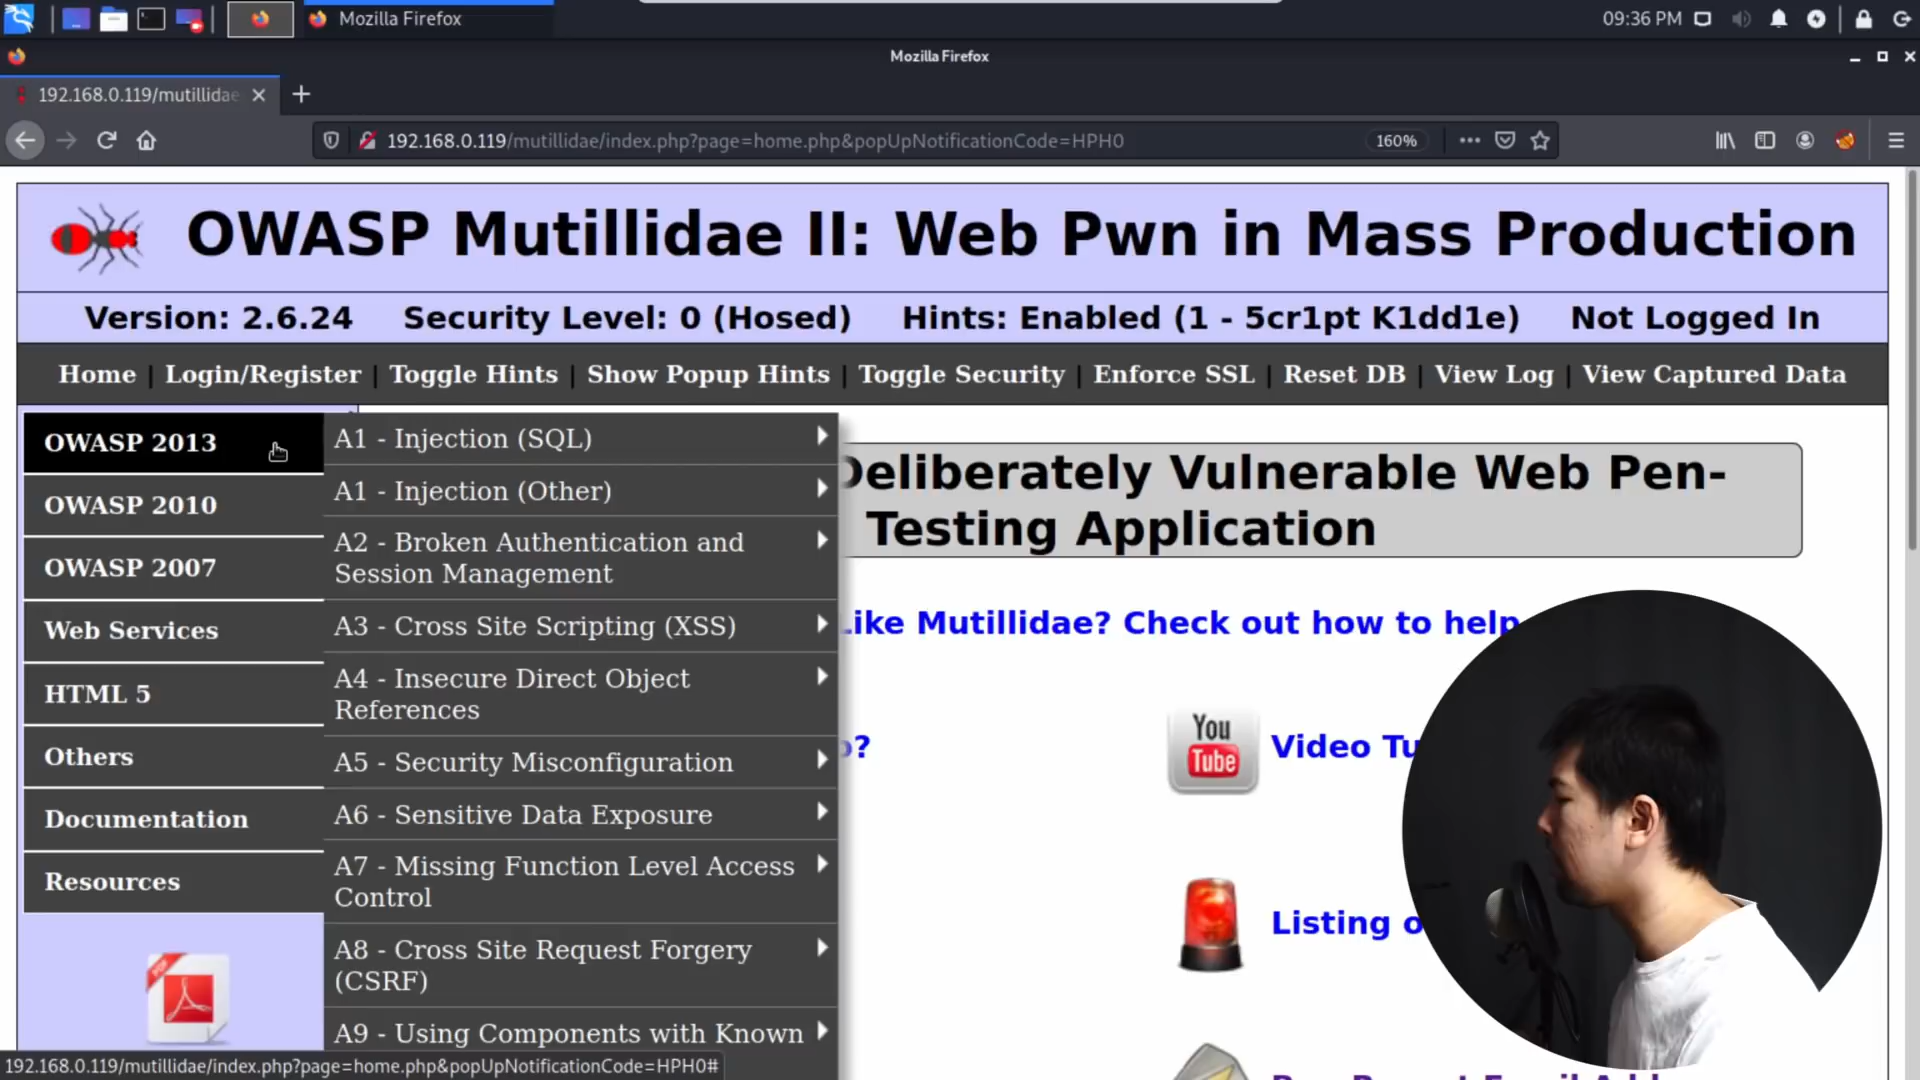 Mozilla Firefox
09:36 PM
Mozilla Firefox
192.168.0.119/mutillidae
192.168.0.119/mutillidae/index.php?page=home.php&popUpNotificationCode=HPH0
160%
OWASP Mutillidae II: Web Pwn in Mass Production
Version: 2.6.24 Security Level: 0 (Hosed) Hints: Enabled (1 - 5cr1pt K1dd1e) Not Logged In
Home | Login/Register | Toggle Hints | Show Popup Hints | Toggle Security | Enforce SSL | Reset DB | View Log | View Captured Data
OWASP 2013
OWASP 2010
OWASP 2007
Web Services
HTML 5
Others
Documentation
Resources
A1 - Injection (SQL)
A1 - Injection (Other)
A2 - Broken Authentication and
Session Management
A3 - Cross Site Scripting (XSS)
A4 - Insecure Direct Object
References
A5 - Security Misconfiguration
A6 - Sensitive Data Exposure
A7 - Missing Function Level Access
Control
A8 - Cross Site Request Forgery
(CSRF)
A9 - Using Components with Known
Deliberately Vulnerable Web Pen-
Testing Application
Like Mutillidae? Check out how to help
?
You
Tube
Video Tu
Listing o
PDF
192.168.0.119/mutillidae/index.php?page=home.php&popUpNotificationCode=HPH0#